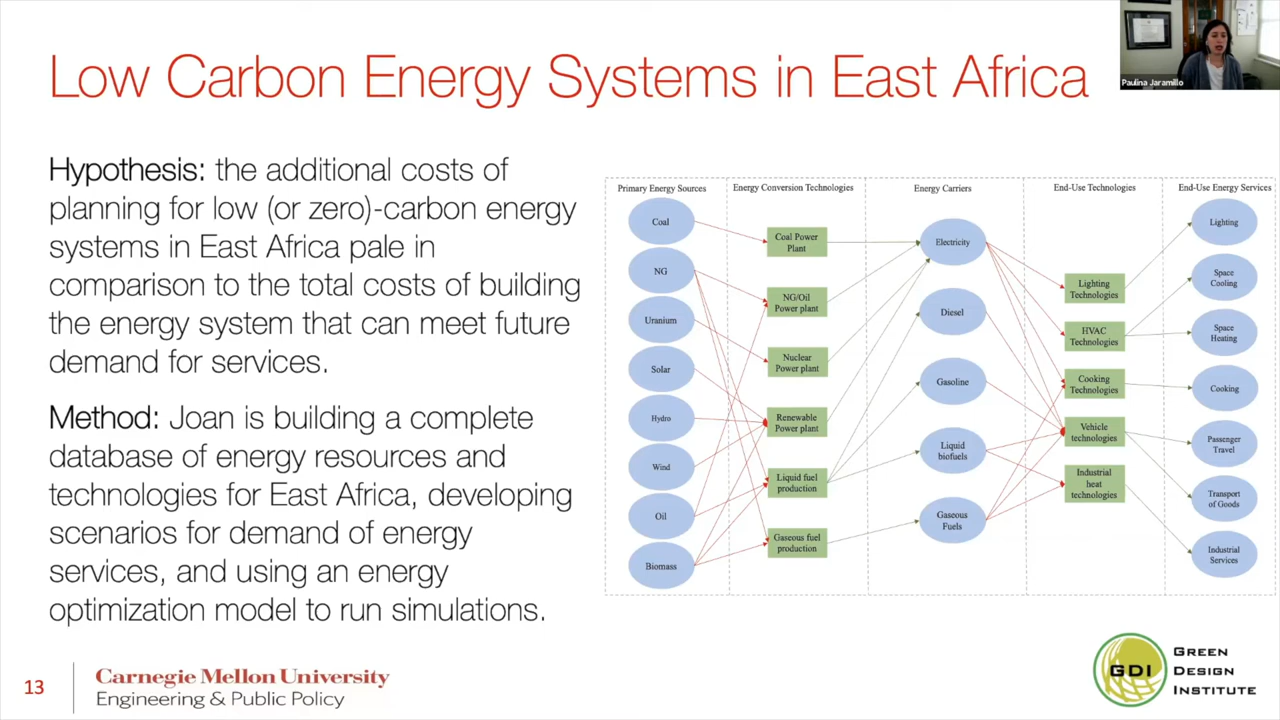 Low Carbon Energy Systems in East Africa
Paulina Jaramillo
Hypothesis: the additional costs of
planning for low (or zero)-carbon energy
systems in East Africa pale in
comparison to the total costs of building
the energy system that can meet future
demand for services.
Method: Joan is building a complete
database of energy resources and
technologies for East Africa, developing
scenarios for demand of energy
services, and using an energy
optimization model to run simulations.
Primary Energy Sources
Coal
NG
Uranium
Solar
Hydro
Wind
Oil
Biomass
Energy Conversion Technologies
Coal Power
Plant
NG/Oil
Power plant
Nuclear
Power plant
Renewable
Power plant
Liquid fuel
production
Gaseous fuel
production
Energy Carriers
Electricity
Diesel
Gasoline
Liquid
biofuels
Gaseous
Fuels
End-Use Technologies
Lighting
Technologies
HVAC
Technologies
Cooking
Technologies
Vehicle
technologies
Industrial
heat
technologies
End-Use Energy Services
Lighting
Space
Cooling
Space
Heating
Cooking
Passenger
Travel
Transport
of Goods
Industrial
Services
13
Carnegie Mellon University
Engineering & Public Policy
GDI
GREEN
DESIGN
INSTITUTE